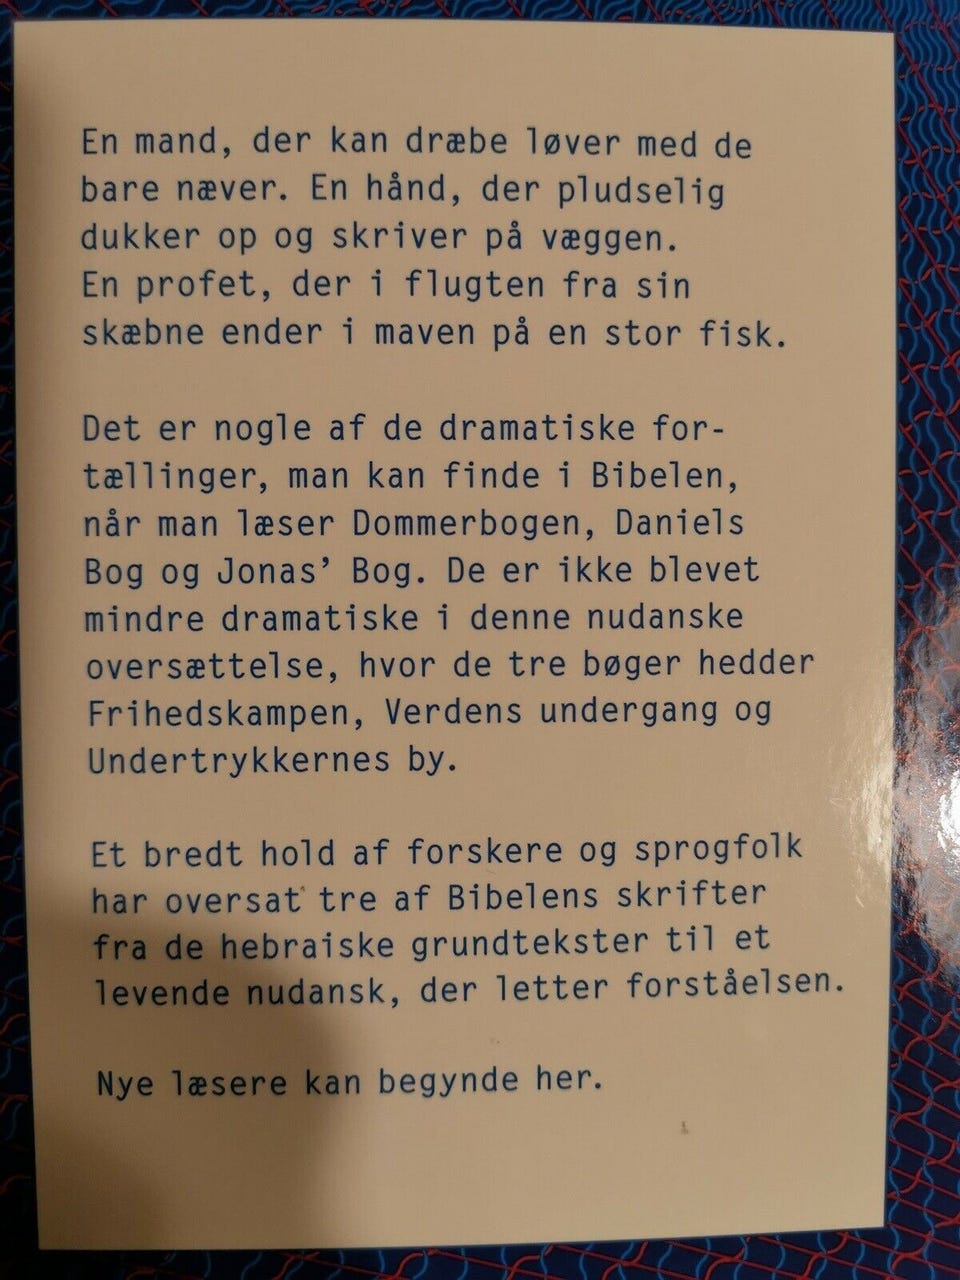 En mand, der kan dræbe løver med de
bare næver. En hånd, der pludselig
dukker op og skriver på væggen.
En profet, der i flugten fra sin
skæbne ender i maven på en stor fisk.
Det er nogle af de dramatiske for-
tællinger, man kan finde i Bibelen,
når man læser Dommerbogen, Daniels
Bog og Jonas’ Bog. De er ikke blevet
mindre dramatiske i denne nudanske
oversættelse, hvor de tre bøger hedder
Frihedskampen, Verdens undergang og
Undertrykkernes by.
Et bredt hold af forskere og sprogfolk
har oversat tre af Bibelens skrifter
fra de hebraiske grundtekster til et
levende nudansk, der letter forståelsen.
Nye læsere kan begynde her.